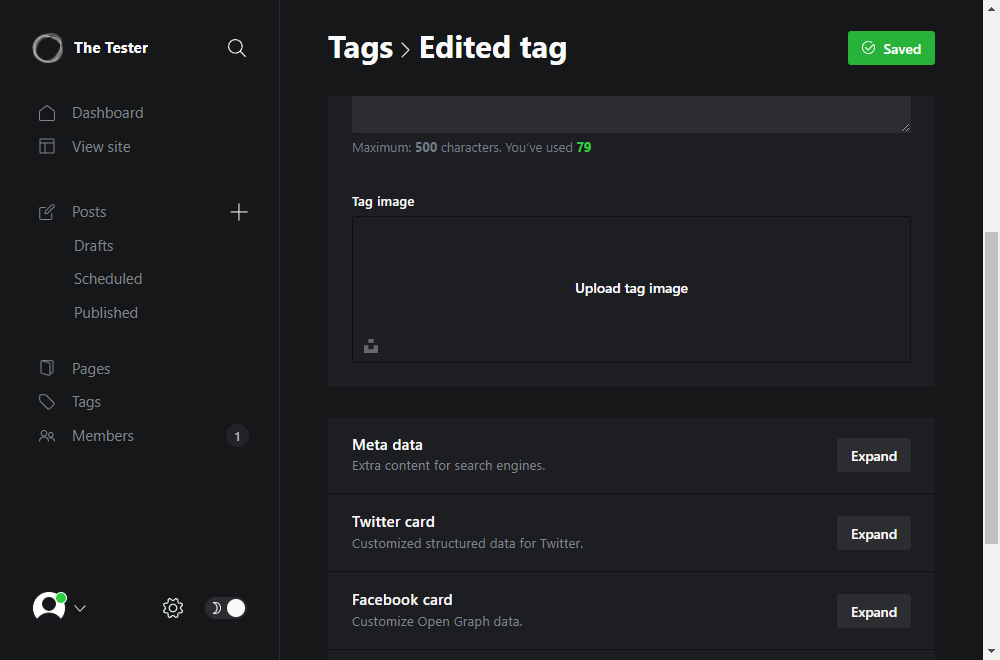 The Tester
Dashboard
View site
Posts
Drafts
Scheduled
Published
Pages
Tags
Members
1
Tags
Edited tag
Saved
Maximum: 500 characters. You’ve used 79
Tag image
Upload tag image
Meta data
Extra content for search engines.
Expand
Twitter card
Customized structured data for Twitter.
Expand
Facebook card
Customize Open Graph data.
Expand